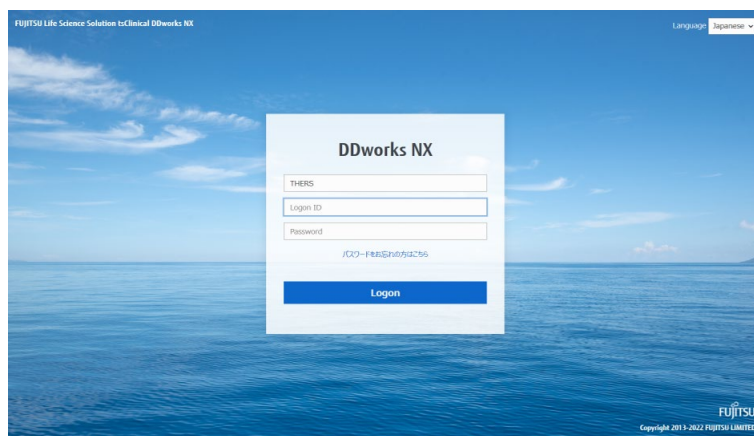 FUJITSU Life Science Solution tsClinical DDworks NX
Language Japanese
DDworks NX
THERS
Logon ID
Password
パスワードをお忘れの方はこちら
Logon
FUJITSU
Copyright 2013-2022 FUJITSU LIMITED